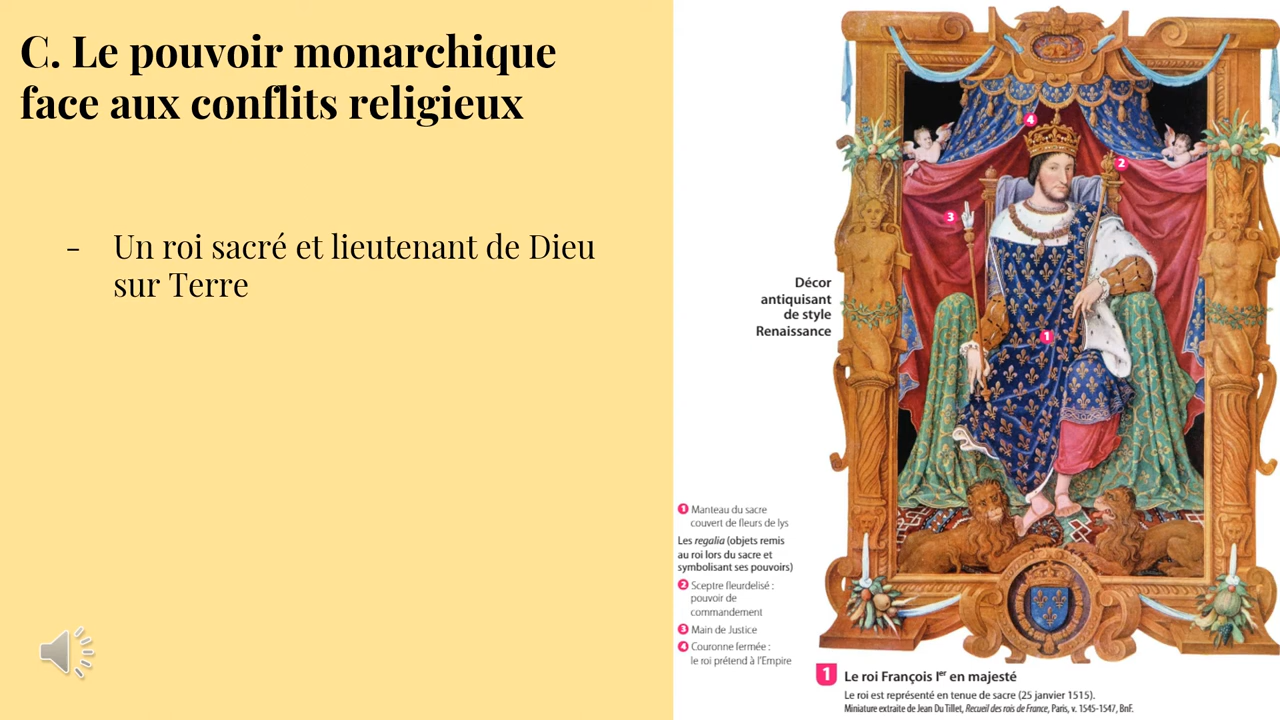 C. Le pouvoir monarchique
face aux conflits religieux
- Un roi sacré et lieutenant de Dieu
sur Terre
4
2
3
1
Décor
antiquisant
de style
Renaissance
1 Manteau du sacre
couvert de fleurs de lys
Les regalia (objets remis
au roi lors du sacre et
symbolisant ses pouvoirs)
2 Sceptre fleurdelisé :
pouvoir de
commandement
3 Main de Justice
4 Couronne fermée :
le roi prétend à l'Empire
1 Le roi François Ier en majesté
Le roi est représenté en tenue de sacre (25 janvier 1515).
Miniature extraite de Jean Du Tillet, Recueil des rois de France, Paris, v. 1545-1547, BnF.